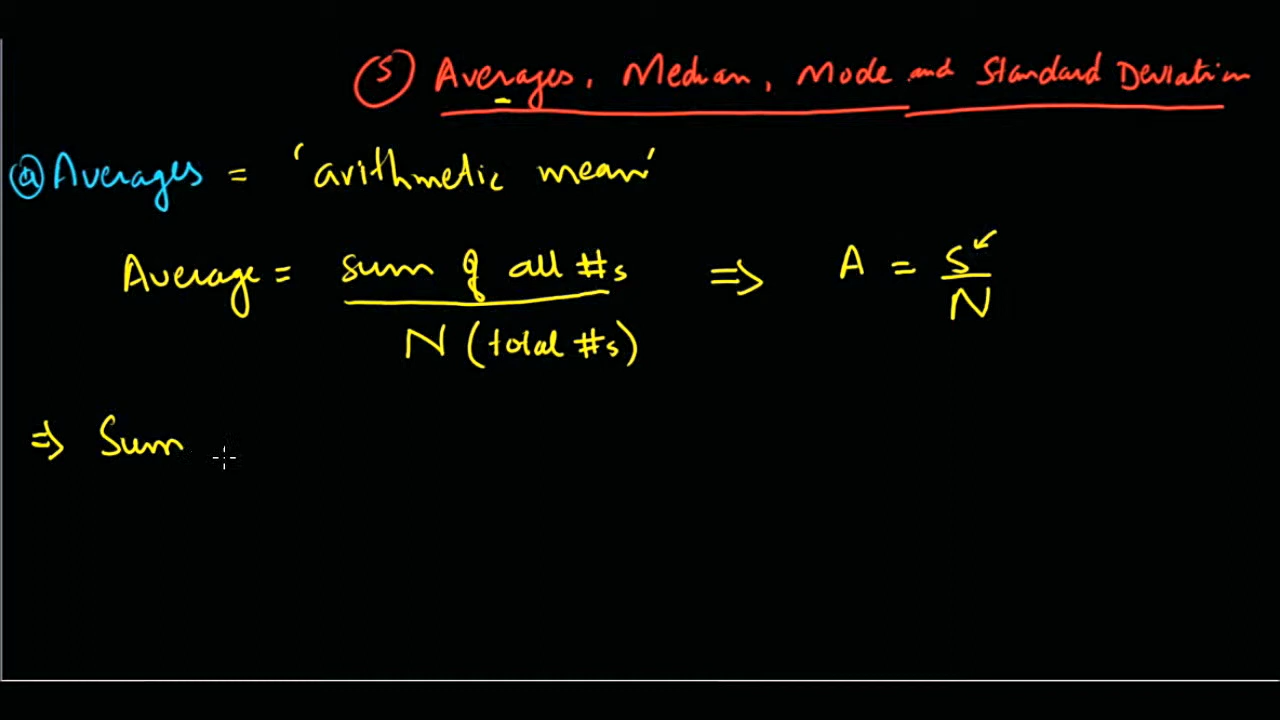 (5) Averages, Median, Mode and Standard Deviation
(a) Averages = 'arithmetic mean'
Average = sum of all #s / N (total #s) ⇒ A = S / N
⇒ Sum